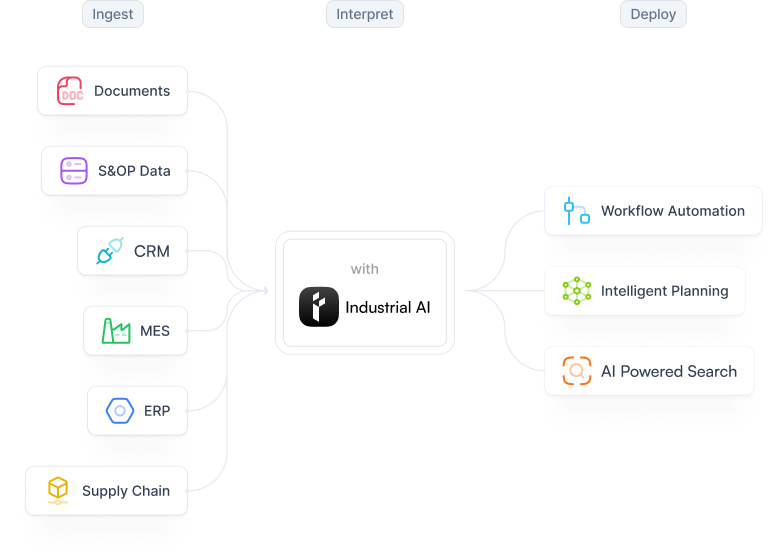 Ingest
Interpret
Deploy
DOC
Documents
S&OP Data
CRM
MES
ERP
Supply Chain
with
Industrial AI
Workflow Automation
Intelligent Planning
AI Powered Search